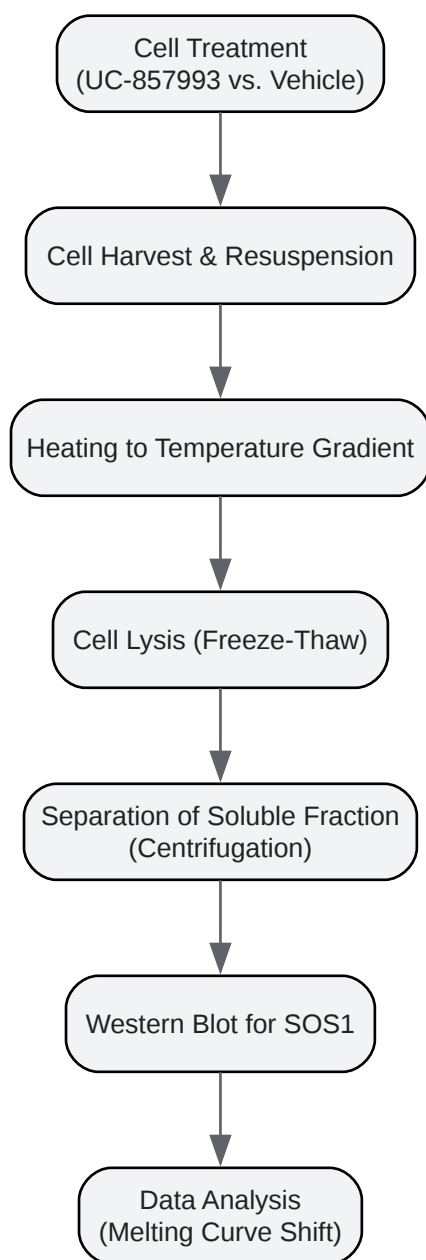 Cell Treatment
(UC-857993 vs. Vehicle)
Cell Harvest & Resuspension
Heating to Temperature Gradient
Cell Lysis (Freeze-Thaw)
Separation of Soluble Fraction
(Centrifugation)
Western Blot for SOS1
Data Analysis
(Melting Curve Shift)